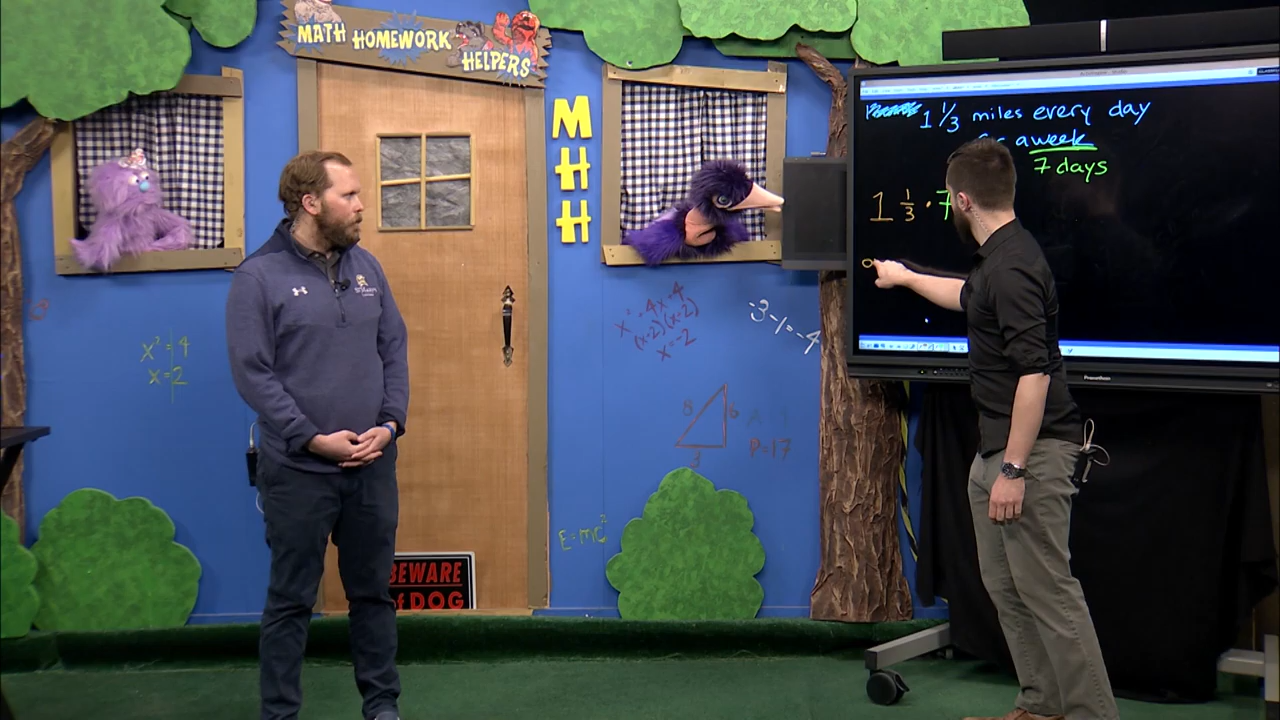 MATH HOMEWORK
HELPERS
M
H
H
1 1/3 miles every day
a week
7 days
1 1/3 · 7
x² = 4
x = 2
x² - 4x - 4
(x-2)(x-2)
x = -2
-3-1=-4
8
6
3
P=17
E=mc²
BEWARE
of DOG